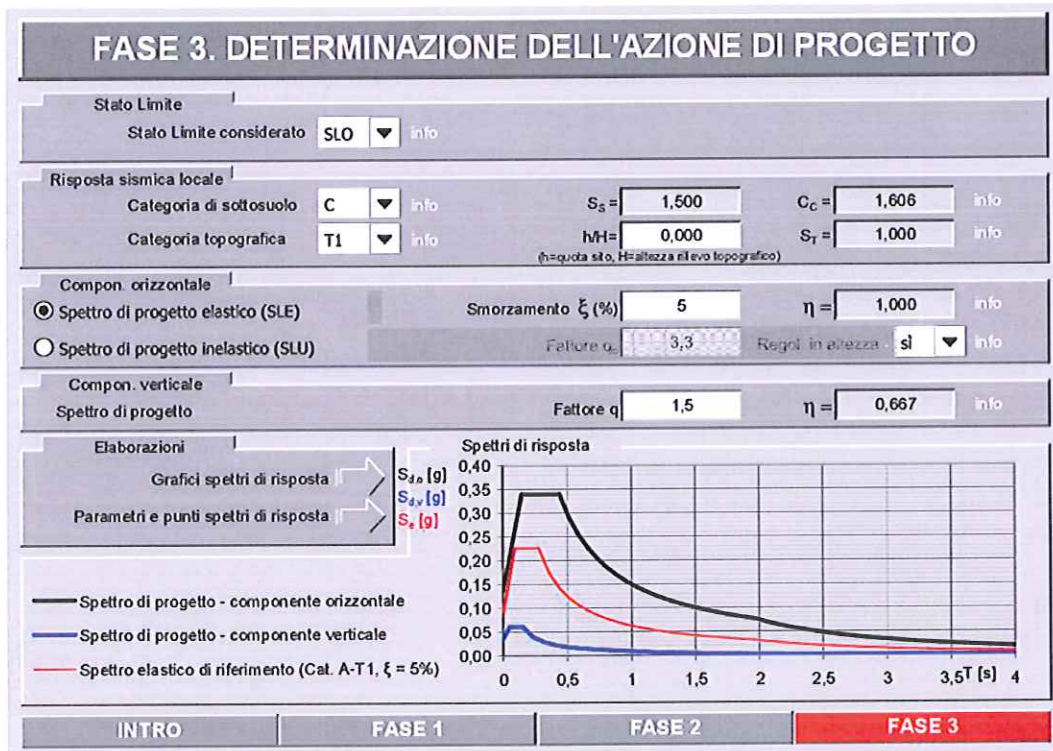 FASE 3. DETERMINAZIONE DELL'AZIONE DI PROGETTO
Stato Limite
Stato Limite considerato SLO info
Risposta sismica locale
Categoria di sottosuolo C info SS = 1,500 CC = 1,606 info
Categoria topografica T1 info h/H= 0,000 ST = 1,000 info
(h=quota sito, H=altezza rilievo topografico)
Compon. orizzontale
Spettro di progetto elastico (SLE) Smorzamento ξ (%) 5 η = 1,000 info
Spettro di progetto inelastico (SLU) Fattore qo 3,3 Regol. in altezza sì info
Compon. verticale
Spettro di progetto Fattore q 1,5 η = 0,667 info
Elaborazioni
Grafici spettri di risposta
Parametri e punti spettri di risposta
Spettri di risposta
Sd,o [g]
Sd,v [g]
Se [g]
0,40
0,35
0,30
0,25
0,20
0,15
0,10
0,05
0,00
0 0,5 1 1,5 2 2,5 3 3,5 T [s] 4
Spettro di progetto - componente orizzontale
Spettro di progetto - componente verticale
Spettro elastico di riferimento (Cat. A-T1, ξ = 5%)
INTRO FASE 1 FASE 2 FASE 3